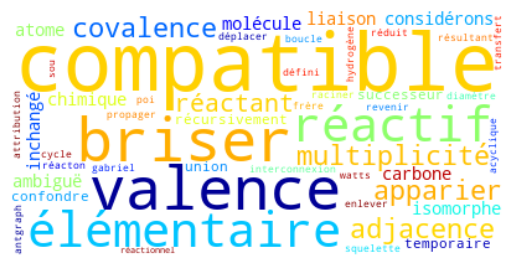 atome covalence molécule liaison considérons
déplacer boucle réduit résultant
compatible
hydrogène transfert
sou défini raciner
chimique poi réactant successeur diamètre
attribution inchangé propager frère récursivement revenir
briser réactif
cycle réacton gabriel union interconnexion multiplicité acyclique
ambiguë watts carbone apparier
confondre valence enlever isomorphe
antgraph élémentaire adjacence temporaire
réactionnel squelette